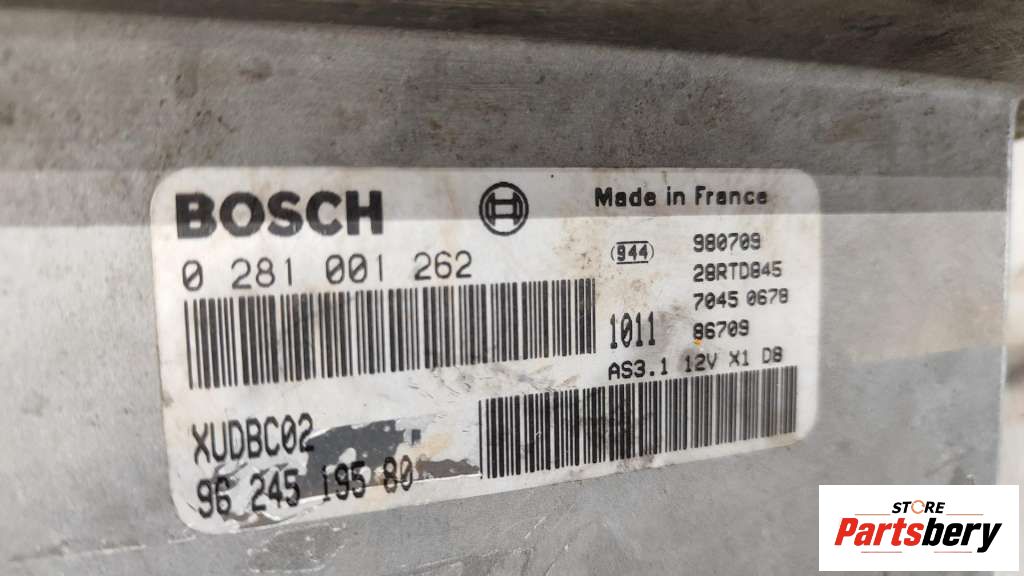 BOSCH
Made in France
0 281 001 262
944
980709
28RTD845
7045 0678
1011
86709
AS3.1 12V X1 D8
XUDBC02
96 245 195 80
STORE
Partsbery